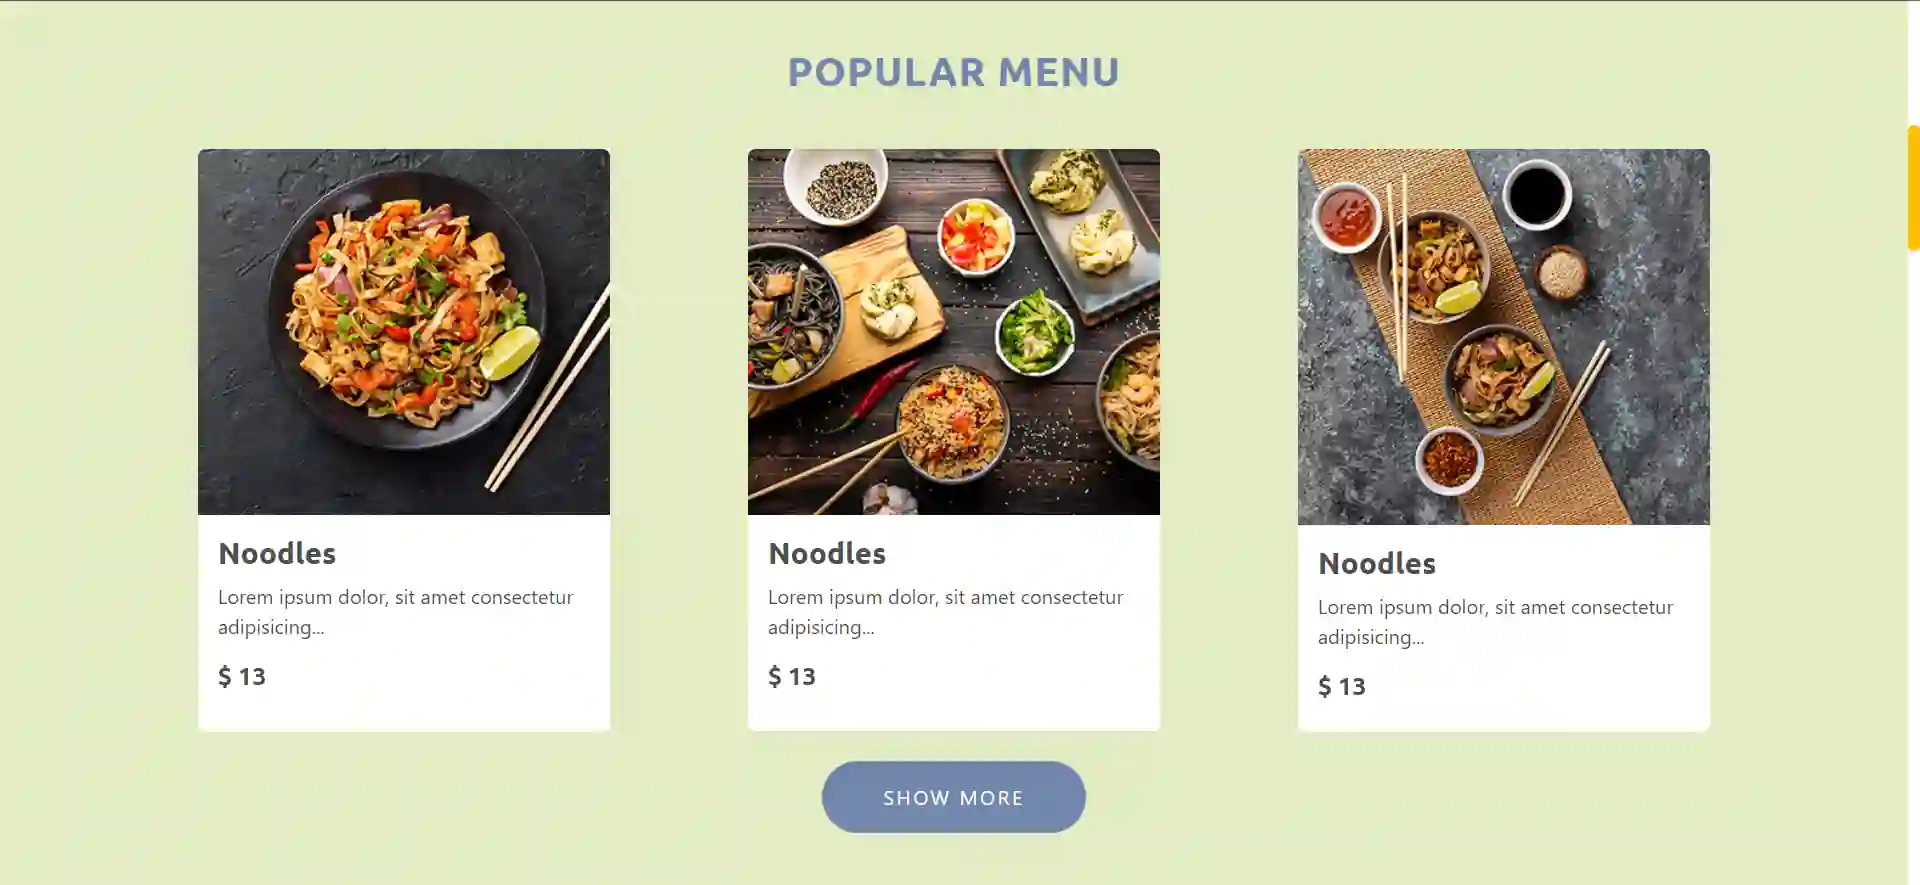 POPULAR MENU
Noodles
Lorem ipsum dolor, sit amet consectetur
adipisicing...
$ 13
Noodles
Lorem ipsum dolor, sit amet consectetur
adipisicing...
$ 13
Noodles
Lorem ipsum dolor, sit amet consectetur
adipisicing...
$ 13
SHOW MORE